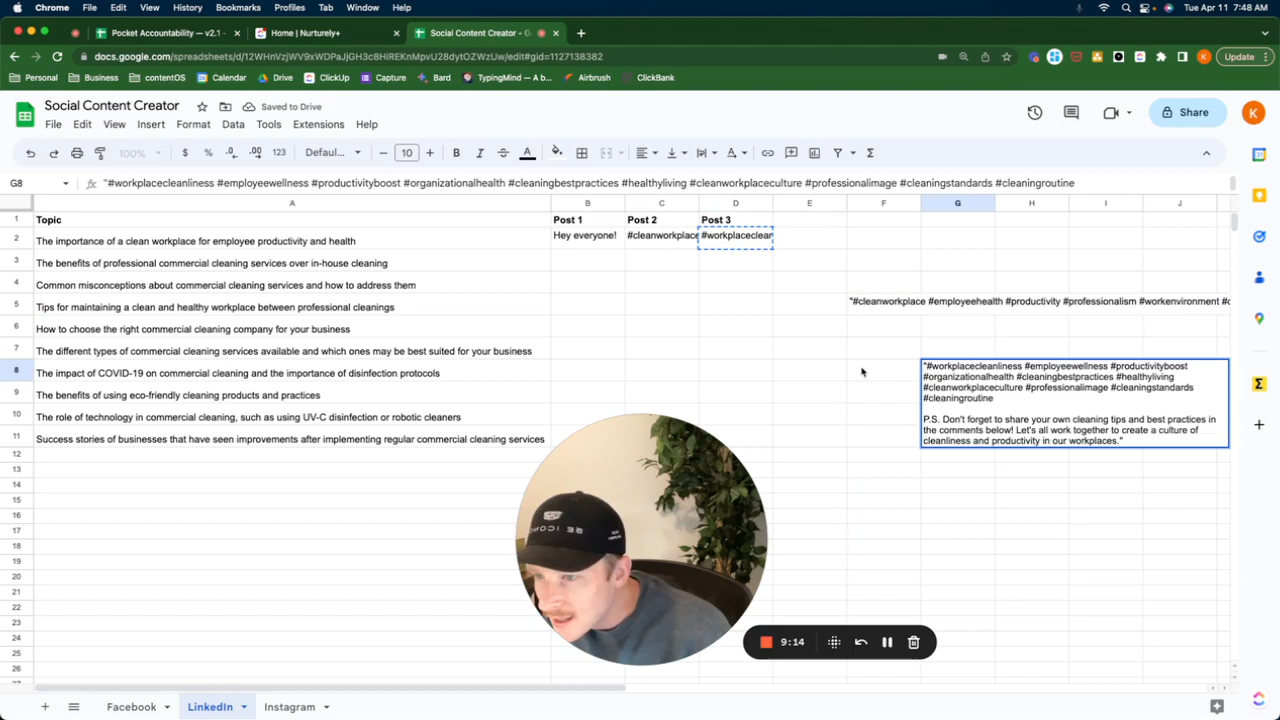 Chrome File Edit View History Bookmarks Profiles Tab Window Help Tue Apr 11 7:48 AM
Pocket Accountability — v2.1 - Home | Nurturely+ Social Content Creator - G
docs.google.com/spreadsheets/d/12WHnVzjWV9xWDPaJjGH3c8HiREKnMpvU28dytOZWzUw/edit#gid=1127138382 K Update
Personal Business contentOS Calendar Drive ClickUp Capture Bard TypingMind — A b... Airbrush ClickBank
Social Content Creator Saved to Drive
File Edit View Insert Format Data Tools Extensions Help Share K
100% $ % .0 .00 123 Defaul... 10 B I A
G8 fx "#workplacecleanliness #employeewellness #productivityboost #organizationalhealth #cleaningbestpractices #healthyliving #cleanworkplaceculture #professionalimage #cleaningstandards #cleaningroutine
A B C D E F G H I J
1 Topic Post 1 Post 2 Post 3
2 The importance of a clean workplace for employee productivity and health Hey everyone! #cleanworkplace #workplaceclean
3 The benefits of professional commercial cleaning services over in-house cleaning
4 Common misconceptions about commercial cleaning services and how to address them
5 Tips for maintaining a clean and healthy workplace between professional cleanings "#cleanworkplace #employeehealth #productivity #professionalism #workenvironment #c
6 How to choose the right commercial cleaning company for your business
7 The different types of commercial cleaning services available and which ones may be best suited for your business
8 The impact of COVID-19 on commercial cleaning and the importance of disinfection protocols
"#workplacecleanliness #employeewellness #productivityboost
#organizationalhealth #cleaningbestpractices #healthyliving
#cleanworkplaceculture #professionalimage #cleaningstandards
#cleaningroutine
P.S. Don't forget to share your own cleaning tips and best practices in
the comments below! Let's all work together to create a culture of
cleanliness and productivity in our workplaces."
9 The benefits of using eco-friendly cleaning products and practices
10 The role of technology in commercial cleaning, such as using UV-C disinfection or robotic cleaners
11 Success stories of businesses that have seen improvements after implementing regular commercial cleaning services
12
13
14
15
16
17
18
19
20
21
22
23
24
25
26
9:14
Facebook LinkedIn Instagram